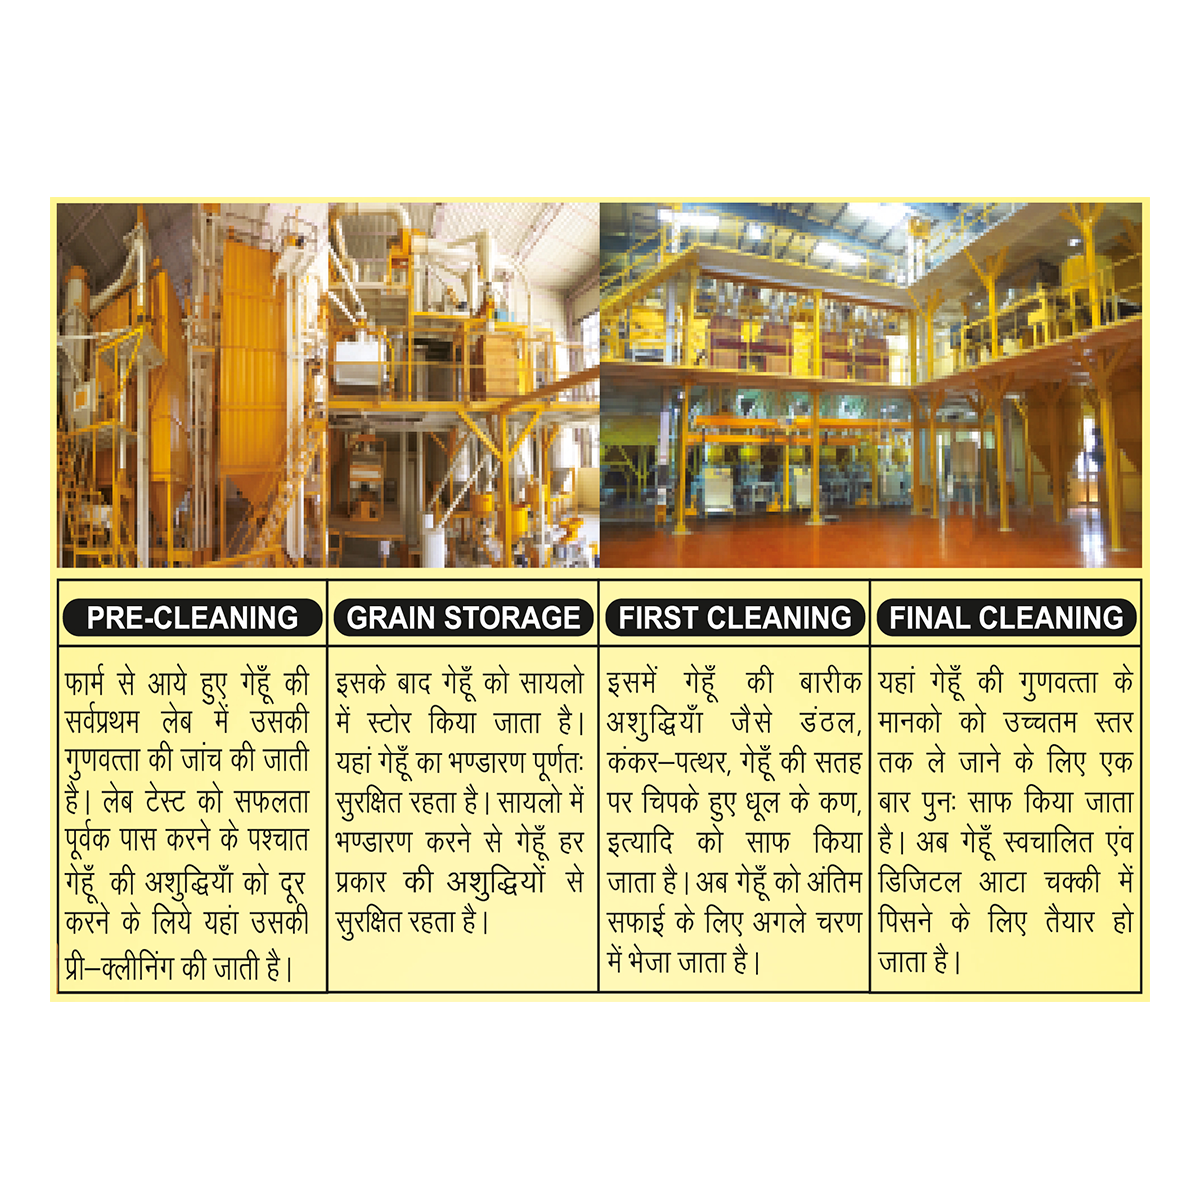 PRE-CLEANING
फार्म से आये हुए गेहूँ की
सर्वप्रथम लेब में उसकी
गुणवत्ता की जांच की जाती
है। लेब टेस्ट को सफलता
पूर्वक पास करने के पश्चात
गेहूँ की अशुद्धियाँ को दूर
करने के लिये यहां उसकी
प्री–क्लीनिंग की जाती है।
GRAIN STORAGE
इसके बाद गेहूँ को सायलो
में स्टोर किया जाता है।
यहां गेहूँ का भण्डारण पूर्णतः
सुरक्षित रहता है। सायलो में
भण्डारण करने से गेहूँ हर
प्रकार की अशुद्धियों से
सुरक्षित रहता है।
FIRST CLEANING
इसमें गेहूँ की बारीक
अशुद्धियाँ जैसे डंठल,
कंकर–पत्थर, गेहूँ की सतह
पर चिपके हुए धूल के कण,
इत्यादि को साफ किया
जाता है। अब गेहूँ को अंतिम
सफाई के लिए अगले चरण
में भेजा जाता है।
FINAL CLEANING
यहां गेहूँ की गुणवत्ता के
मानको को उच्चतम स्तर
तक ले जाने के लिए एक
बार पुनः साफ किया जाता
है। अब गेहूँ स्वचालित एंव
डिजिटल आटा चक्की में
पिसने के लिए तैयार हो
जाता है।